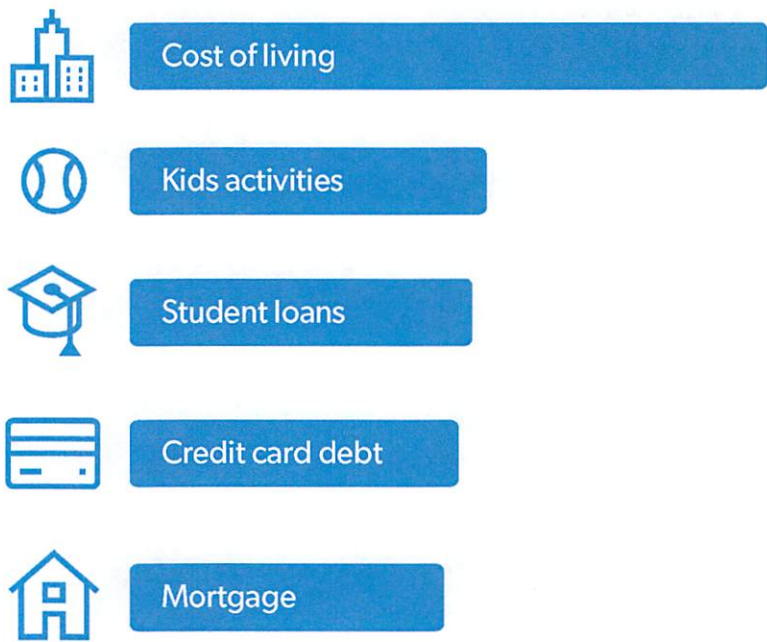 Cost of living
Kids activities
Student loans
Credit card debt
Mortgage